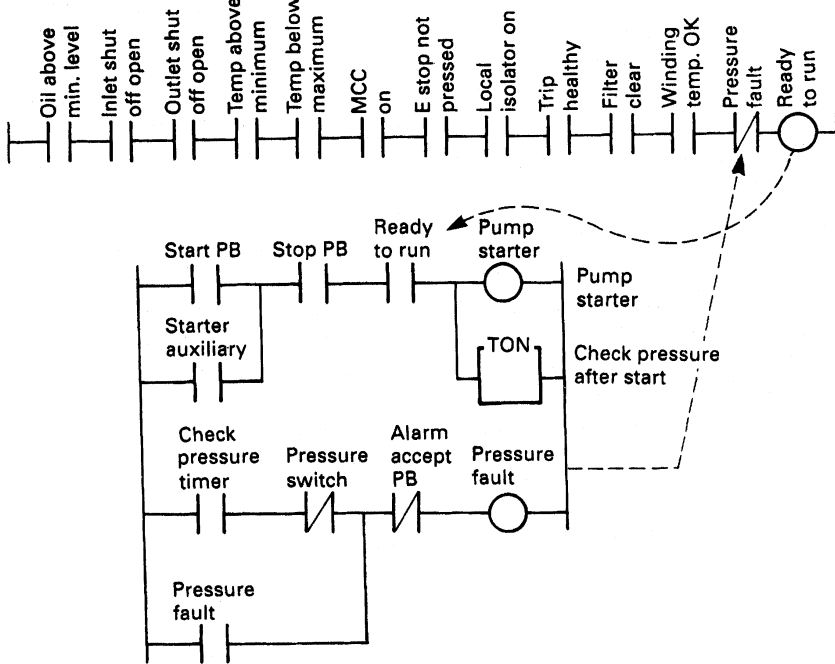 Oil above
min. level
Inlet shut
off open
Outlet shut
off open
Temp above
minimum
Temp below
maximum
MCC
on
E stop not
pressed
Local
isolator on
Trip
healthy
Filter
clear
Winding
temp. OK
Pressure
fault
Ready
to run
Start PB
Stop PB
Ready
to run
Pump
starter
Pump
starter
Starter
auxiliary
TON
Check pressure
after start
Check
pressure
timer
Pressure
switch
Alarm
accept
PB
Pressure
fault
Pressure
fault